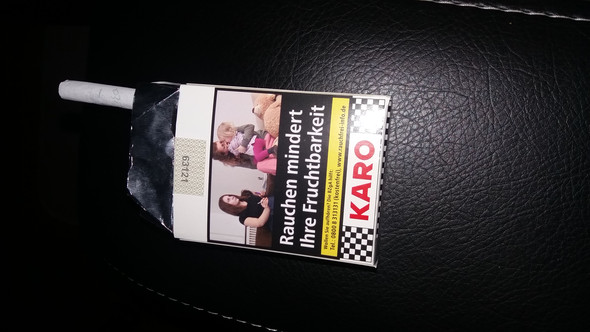 63121
Rauchen mindert
Ihre Fruchtbarkeit
Wollen Sie aufhören? Die BZgA hilft:
Tel.: 0800 8 313131 (kostenfrei), www.rauchfrei-info.de
KARO